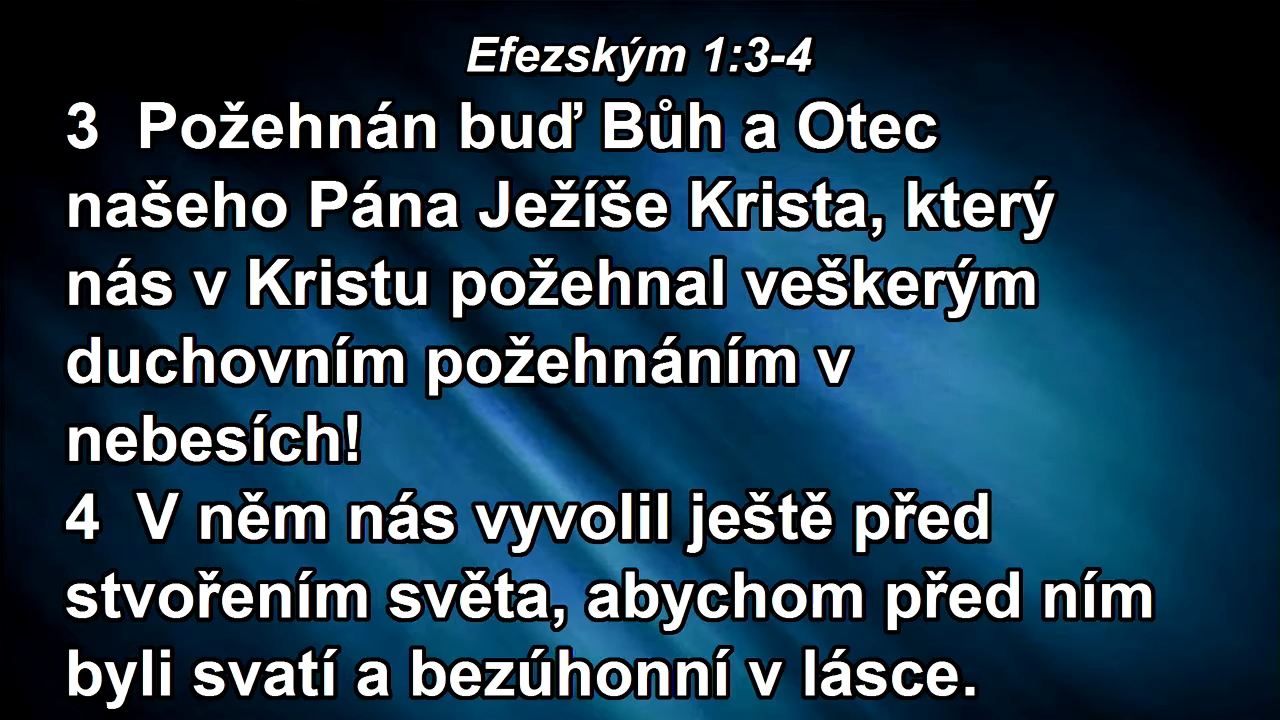 Efezským 1:3-4
3 Požehnán buď Bůh a Otec
našeho Pána Ježíše Krista, který
nás v Kristu požehnal veškerým
duchovním požehnáním v
nebesích!
4 V něm nás vyvolil ještě před
stvořením světa, abychom před ním
byli svatí a bezúhonní v lásce.